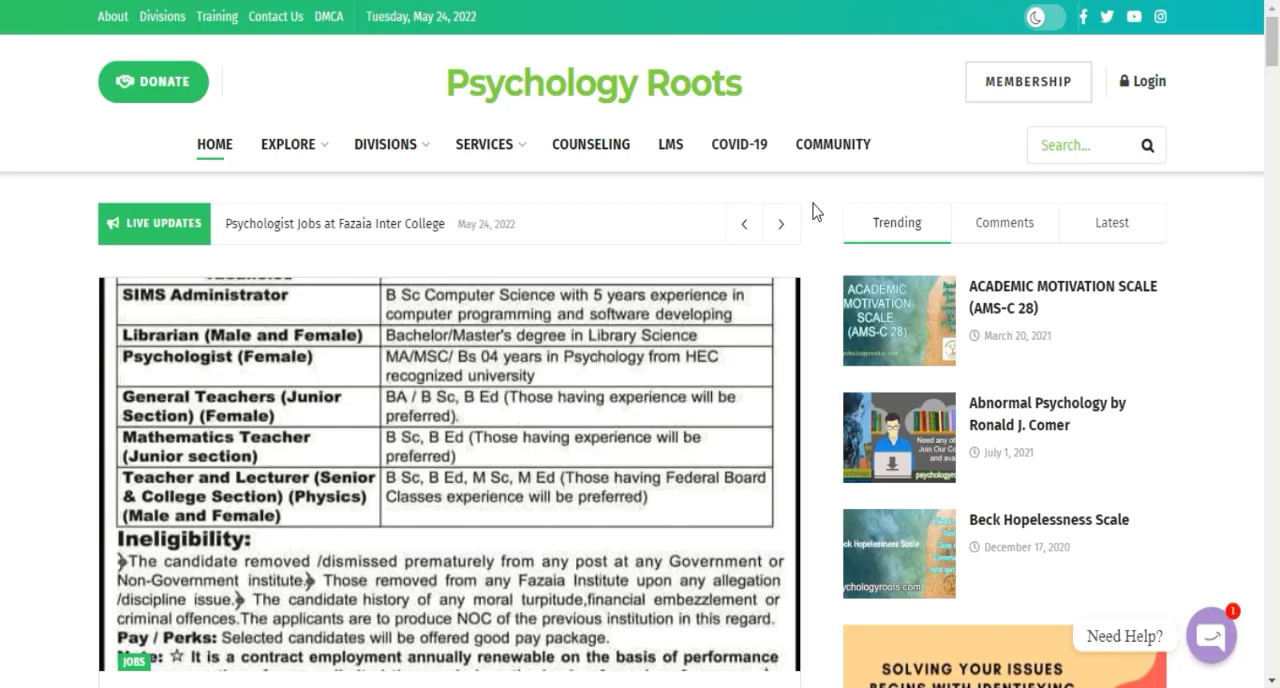 About Divisions Training Contact Us DMCA Tuesday, May 24, 2022
DONATE
Psychology Roots
MEMBERSHIP
Login
HOME EXPLORE DIVISIONS SERVICES COUNSELING LMS COVID-19 COMMUNITY
Search...
LIVE UPDATES
Psychologist Jobs at Fazaia Inter College May 24, 2022
SIMS Administrator
B Sc Computer Science with 5 years experience in
computer programming and software developing
Librarian (Male and Female)
Bachelor/Master's degree in Library Science
Psychologist (Female)
MA/MSC/ Bs 04 years in Psychology from HEC
recognized university
General Teachers (Junior
Section) (Female)
BA / B Sc, B Ed (Those having experience will be
preferred).
Mathematics Teacher
(Junior section)
B Sc, B Ed (Those having experience will be
preferred)
Teacher and Lecturer (Senior
& College Section) (Physics)
(Male and Female)
B Sc, B Ed, M Sc, M Ed (Those having Federal Board
Classes experience will be preferred)
Ineligibility:
The candidate removed /dismissed prematurely from any post at any Government or
Non-Government institute. Those removed from any Fazaia Institute upon any allegation
/discipline issue. The candidate history of any moral turpitude,financial embezzlement or
criminal offences.The applicants are to produce NOC of the previous institution in this regard.
Pay / Perks: Selected candidates will be offered good pay package.
☆ It is a contract employment annually renewable on the basis of performance
JOBS
Trending Comments Latest
ACADEMIC
MOTIVATION
SCALE
(AMS-C 28)
ACADEMIC MOTIVATION SCALE
(AMS-C 28)
March 20, 2021
Need any
Join Our
and
Abnormal Psychology by
Ronald J. Comer
July 1, 2021
Hopelessness Scale
ychologyroots.com
Beck Hopelessness Scale
December 17, 2020
SOLVING YOUR ISSUES
BEGINS WITH IDENTIFYING
Need Help?
1